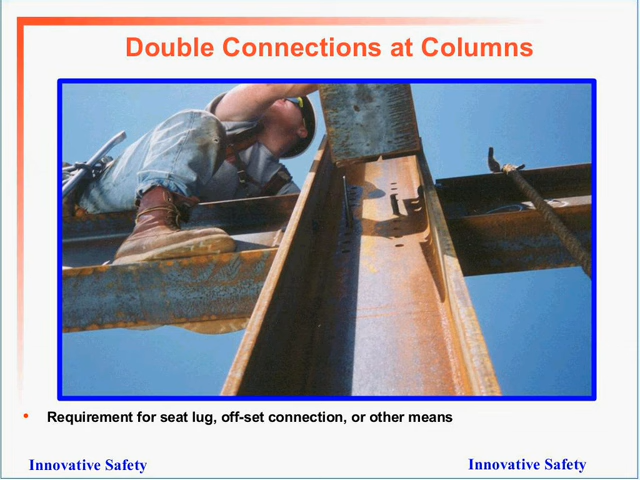 Double Connections at Columns
• Requirement for seat lug, off-set connection, or other means
Innovative Safety
Innovative Safety